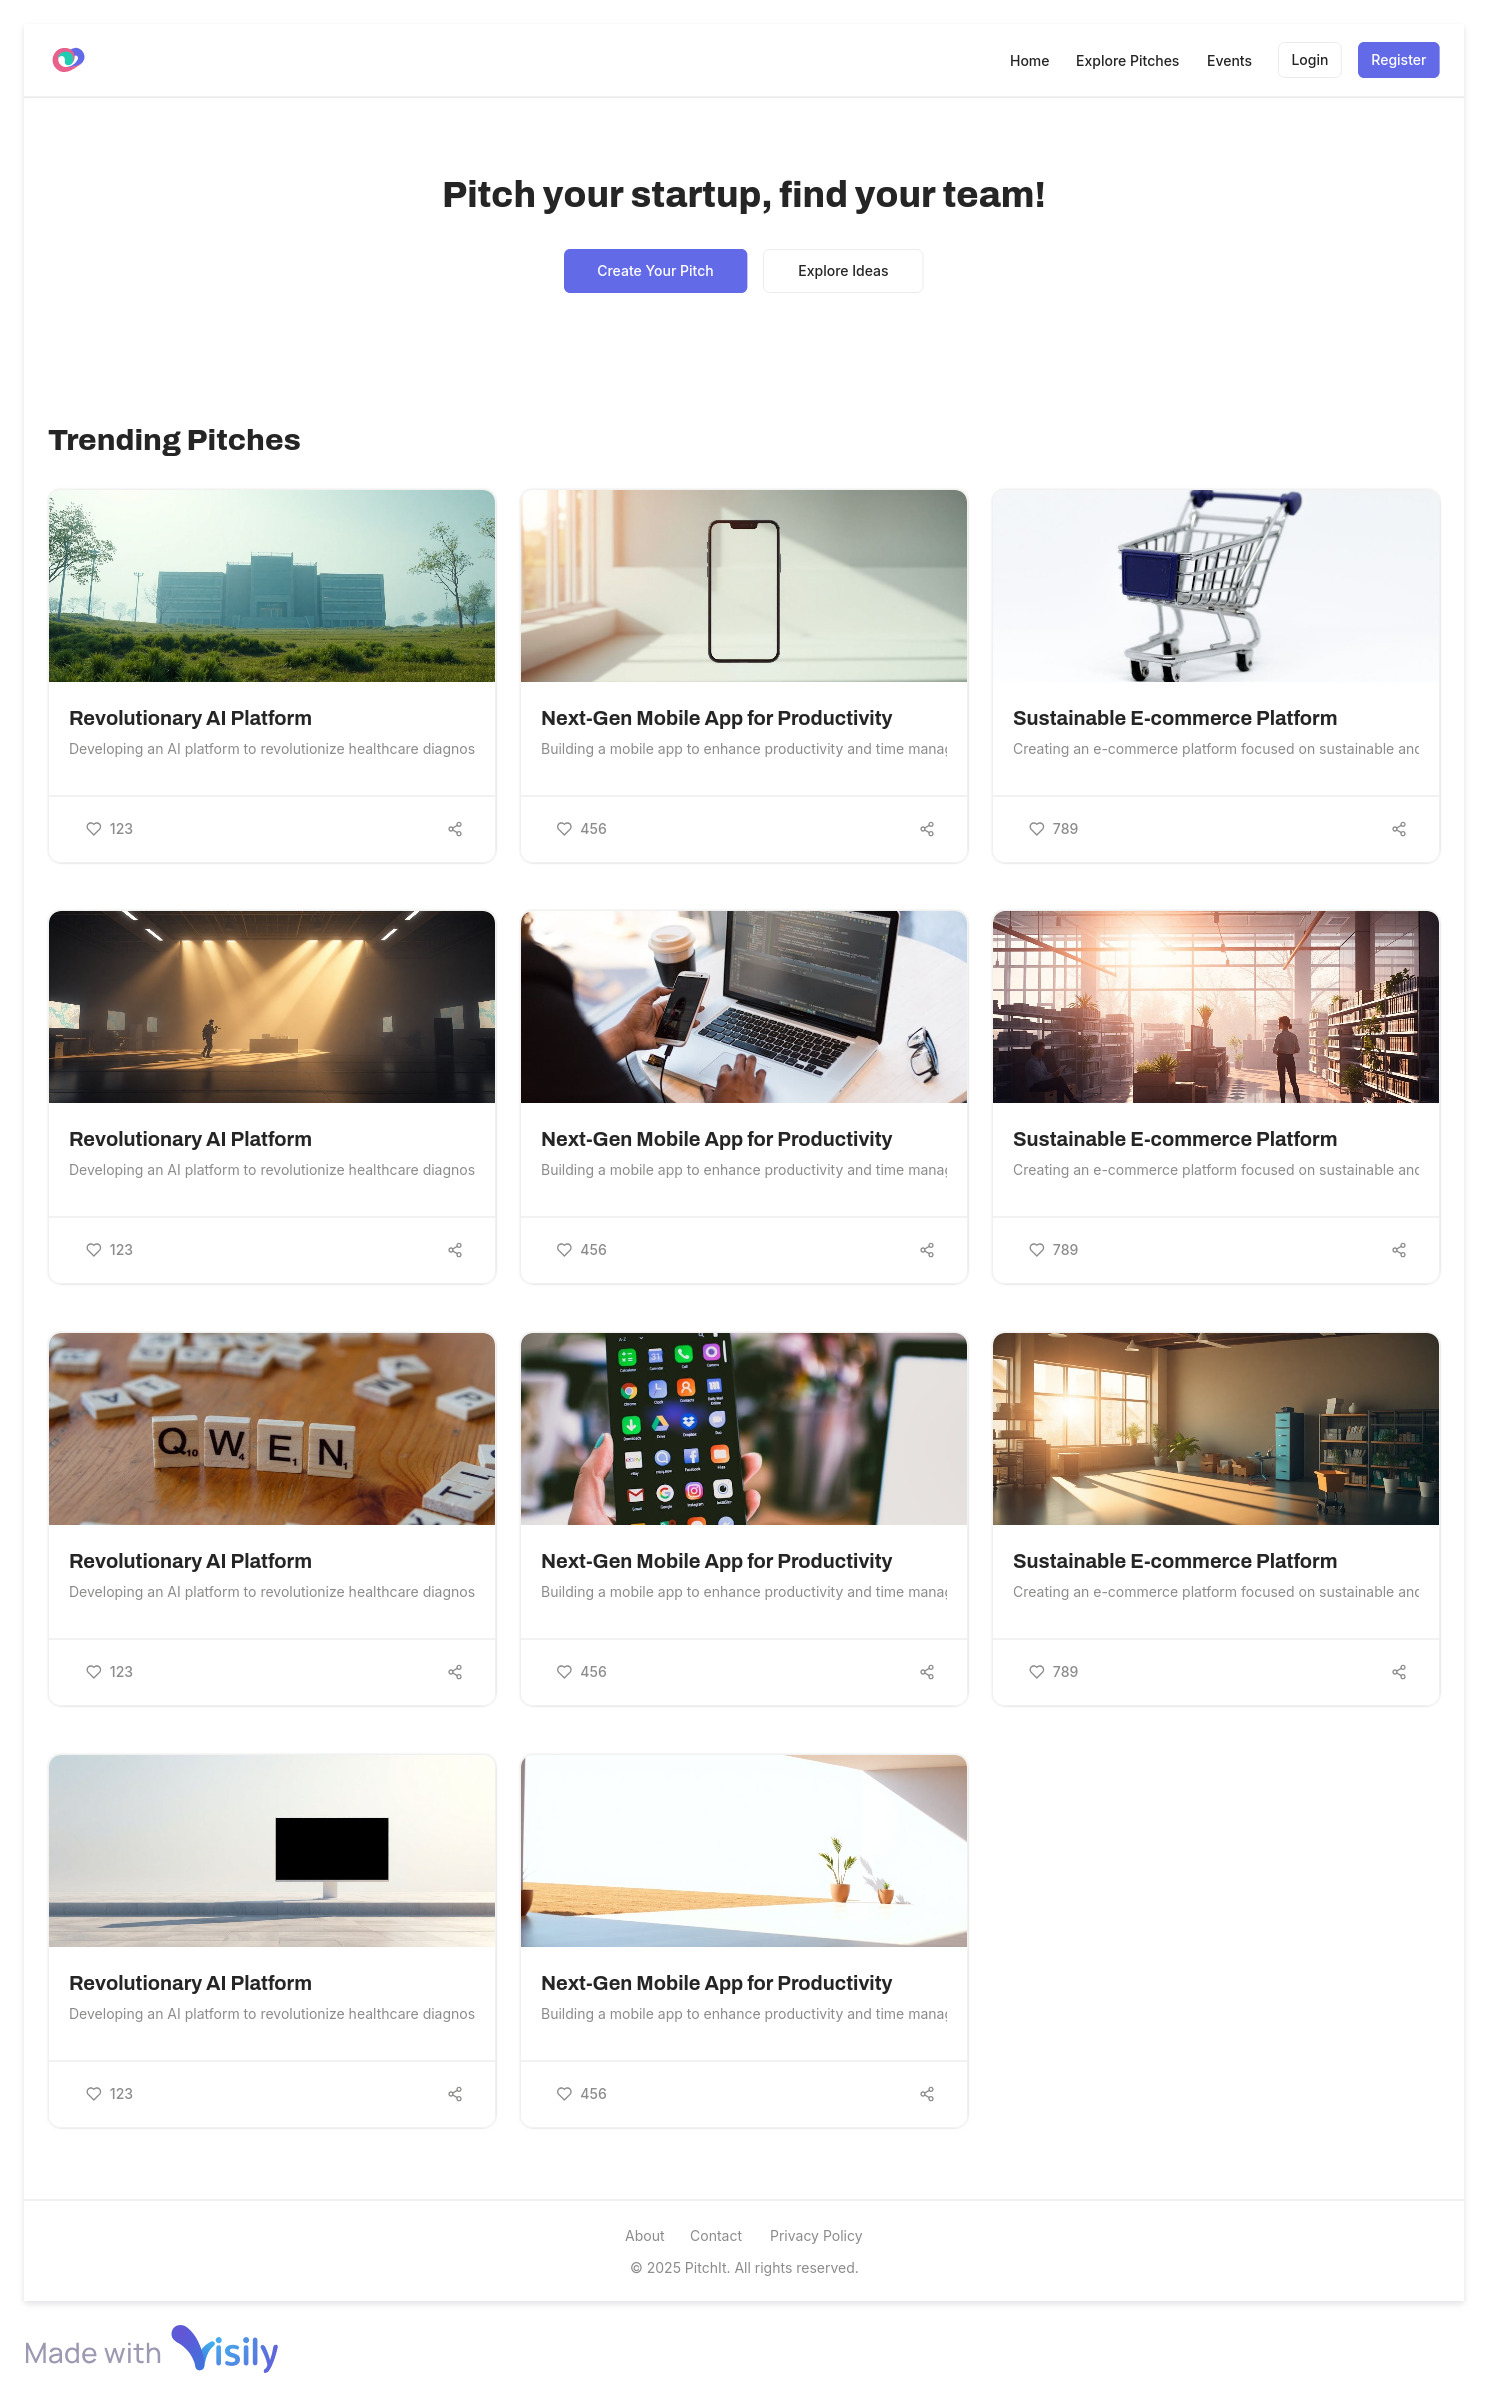 Home Explore Pitches Events Login Register
Pitch your startup, find your team!
Create Your Pitch Explore Ideas
Trending Pitches
Revolutionary AI Platform
Developing an AI platform to revolutionize healthcare diagnos
123
Next-Gen Mobile App for Productivity
Building a mobile app to enhance productivity and time manag
456
Sustainable E-commerce Platform
Creating an e-commerce platform focused on sustainable and
789
Revolutionary AI Platform
Developing an AI platform to revolutionize healthcare diagnos
123
Next-Gen Mobile App for Productivity
Building a mobile app to enhance productivity and time manag
456
Sustainable E-commerce Platform
Creating an e-commerce platform focused on sustainable and
789
QWEN
Revolutionary AI Platform
Developing an AI platform to revolutionize healthcare diagnos
123
Next-Gen Mobile App for Productivity
Building a mobile app to enhance productivity and time manag
456
Sustainable E-commerce Platform
Creating an e-commerce platform focused on sustainable and
789
Revolutionary AI Platform
Developing an AI platform to revolutionize healthcare diagnos
123
Next-Gen Mobile App for Productivity
Building a mobile app to enhance productivity and time manag
456
About Contact Privacy Policy
© 2025 PitchIt. All rights reserved.
Made with Visily